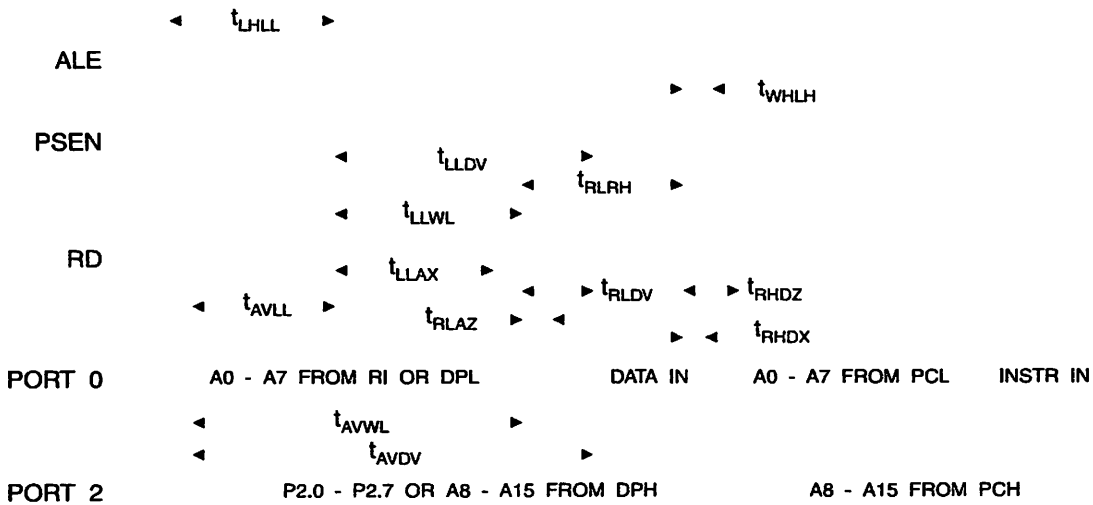 tLHLL
ALE
tWHLH
PSEN
tLLDV
tRLRH
tLLWL
RD
tLLAX
tAVLL tRLDV tRHDZ
tRLAZ tRHDX
PORT 0 A0 - A7 FROM RI OR DPL DATA IN A0 - A7 FROM PCL INSTR IN
tAVWL
tAVDV
PORT 2 P2.0 - P2.7 OR A8 - A15 FROM DPH A8 - A15 FROM PCH